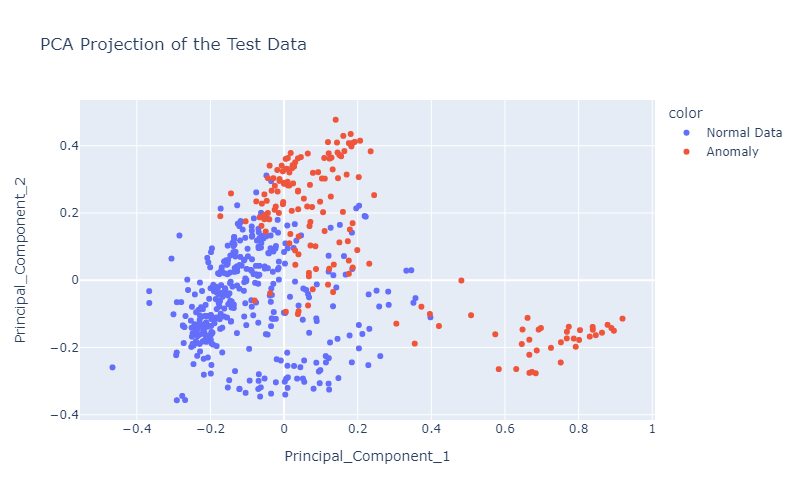 PCA Projection of the Test Data
color
Normal Data
Anomaly
Principal_Component_2
0.4
0.2
0
−0.2
−0.4
−0.4
−0.2
0
0.2
0.4
0.6
0.8
1
Principal_Component_1